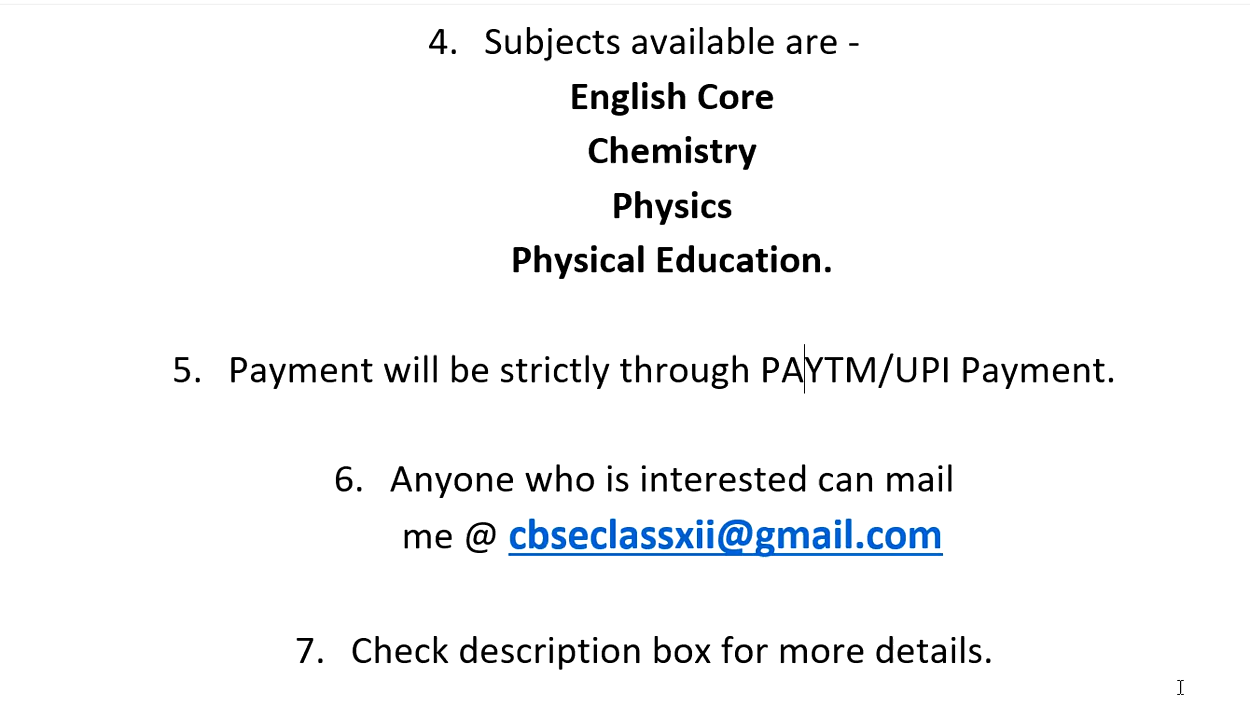 4. Subjects available are -
English Core
Chemistry
Physics
Physical Education.
5. Payment will be strictly through PAYTM/UPI Payment.
6. Anyone who is interested can mail
me @ cbseclassxii@gmail.com
7. Check description box for more details.